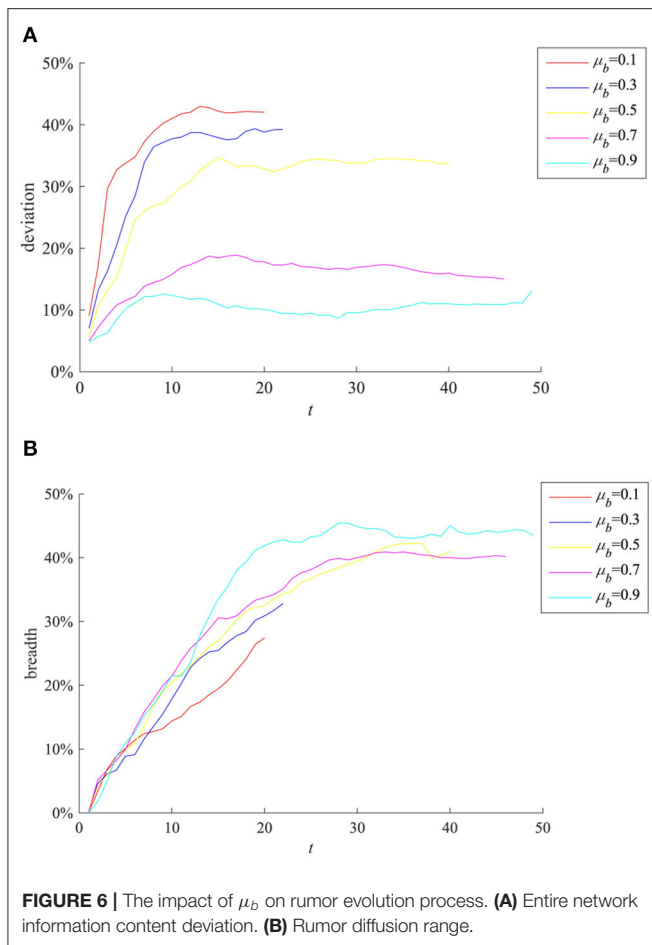 A
60%
50%
40%
30%
20%
10%
0%
deviation
0
10
20
30
40
50
t
μb=0.1
μb=0.3
μb=0.5
μb=0.7
μb=0.9
B
50%
40%
30%
20%
10%
0%
breadth
0
10
20
30
40
50
t
μb=0.1
μb=0.3
μb=0.5
μb=0.7
μb=0.9
FIGURE 6 | The impact of μb on rumor evolution process. (A) Entire network
information content deviation. (B) Rumor diffusion range.